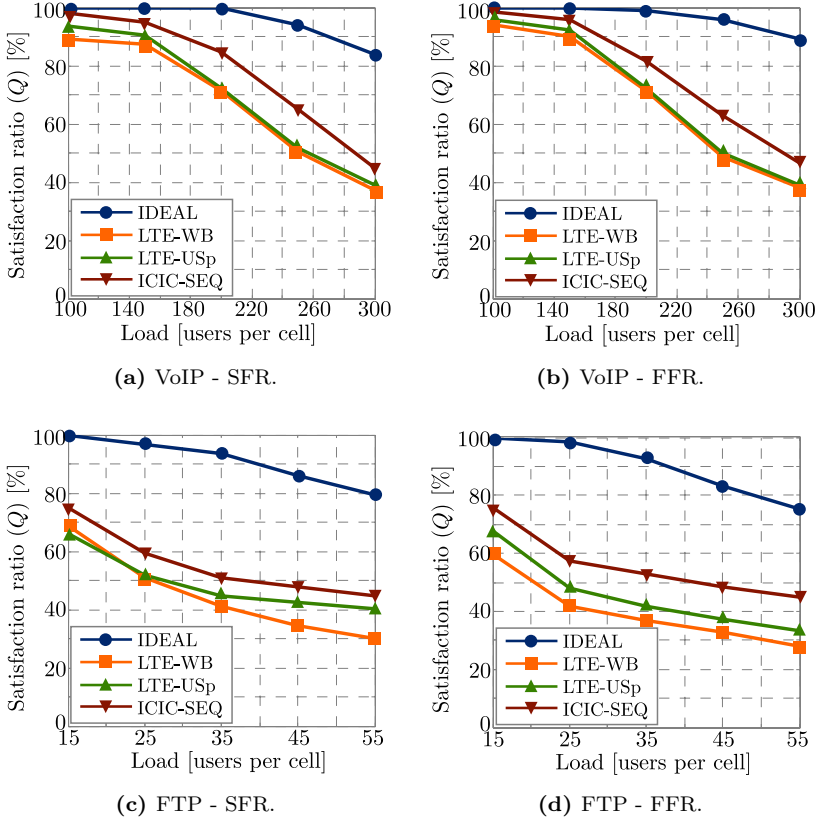 Satisfaction ratio (Q) [%]
100
80
60
40
20
0
IDEAL
LTE-WB
LTE-USp
ICIC-SEQ
100 140 180 220 260 300
Load [users per cell]
(a) VoIP - SFR.
Satisfaction ratio (Q) [%]
100
80
60
40
20
0
IDEAL
LTE-WB
LTE-USp
ICIC-SEQ
100 140 180 220 260 300
Load [users per cell]
(b) VoIP - FFR.
Satisfaction ratio (Q) [%]
100
80
60
40
20
0
IDEAL
LTE-WB
LTE-USp
ICIC-SEQ
15 25 35 45 55
Load [users per cell]
(c) FTP - SFR.
Satisfaction ratio (Q) [%]
100
80
60
40
20
0
IDEAL
LTE-WB
LTE-USp
ICIC-SEQ
15 25 35 45 55
Load [users per cell]
(d) FTP - FFR.